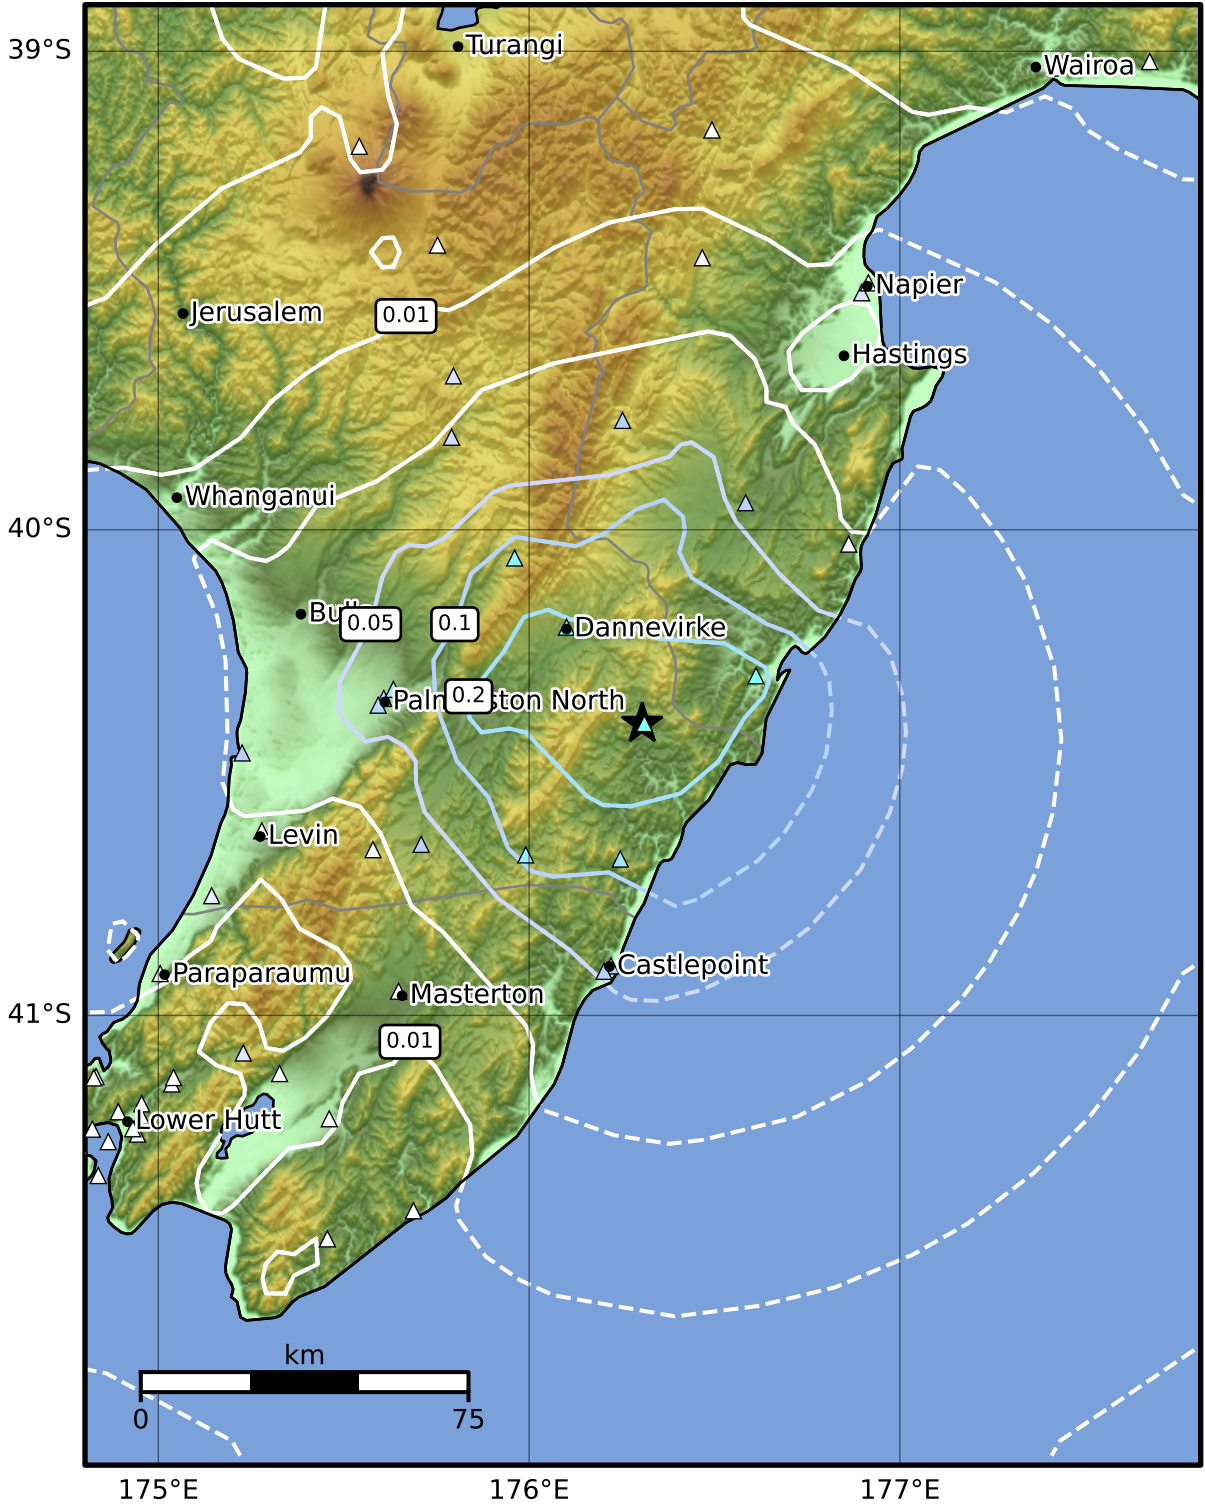 39°S
Turangi
Wairoa
Napier
0.01
Jerusalem
Hastings
Whanganui
40°S
0.05
0.1
Dannevirke
0.2
North
Levin
Castlepoint
Paraparaumu
Masterton
41°S
0.01
Lower Hutt
km
0
75
175°E
176°E
177°E